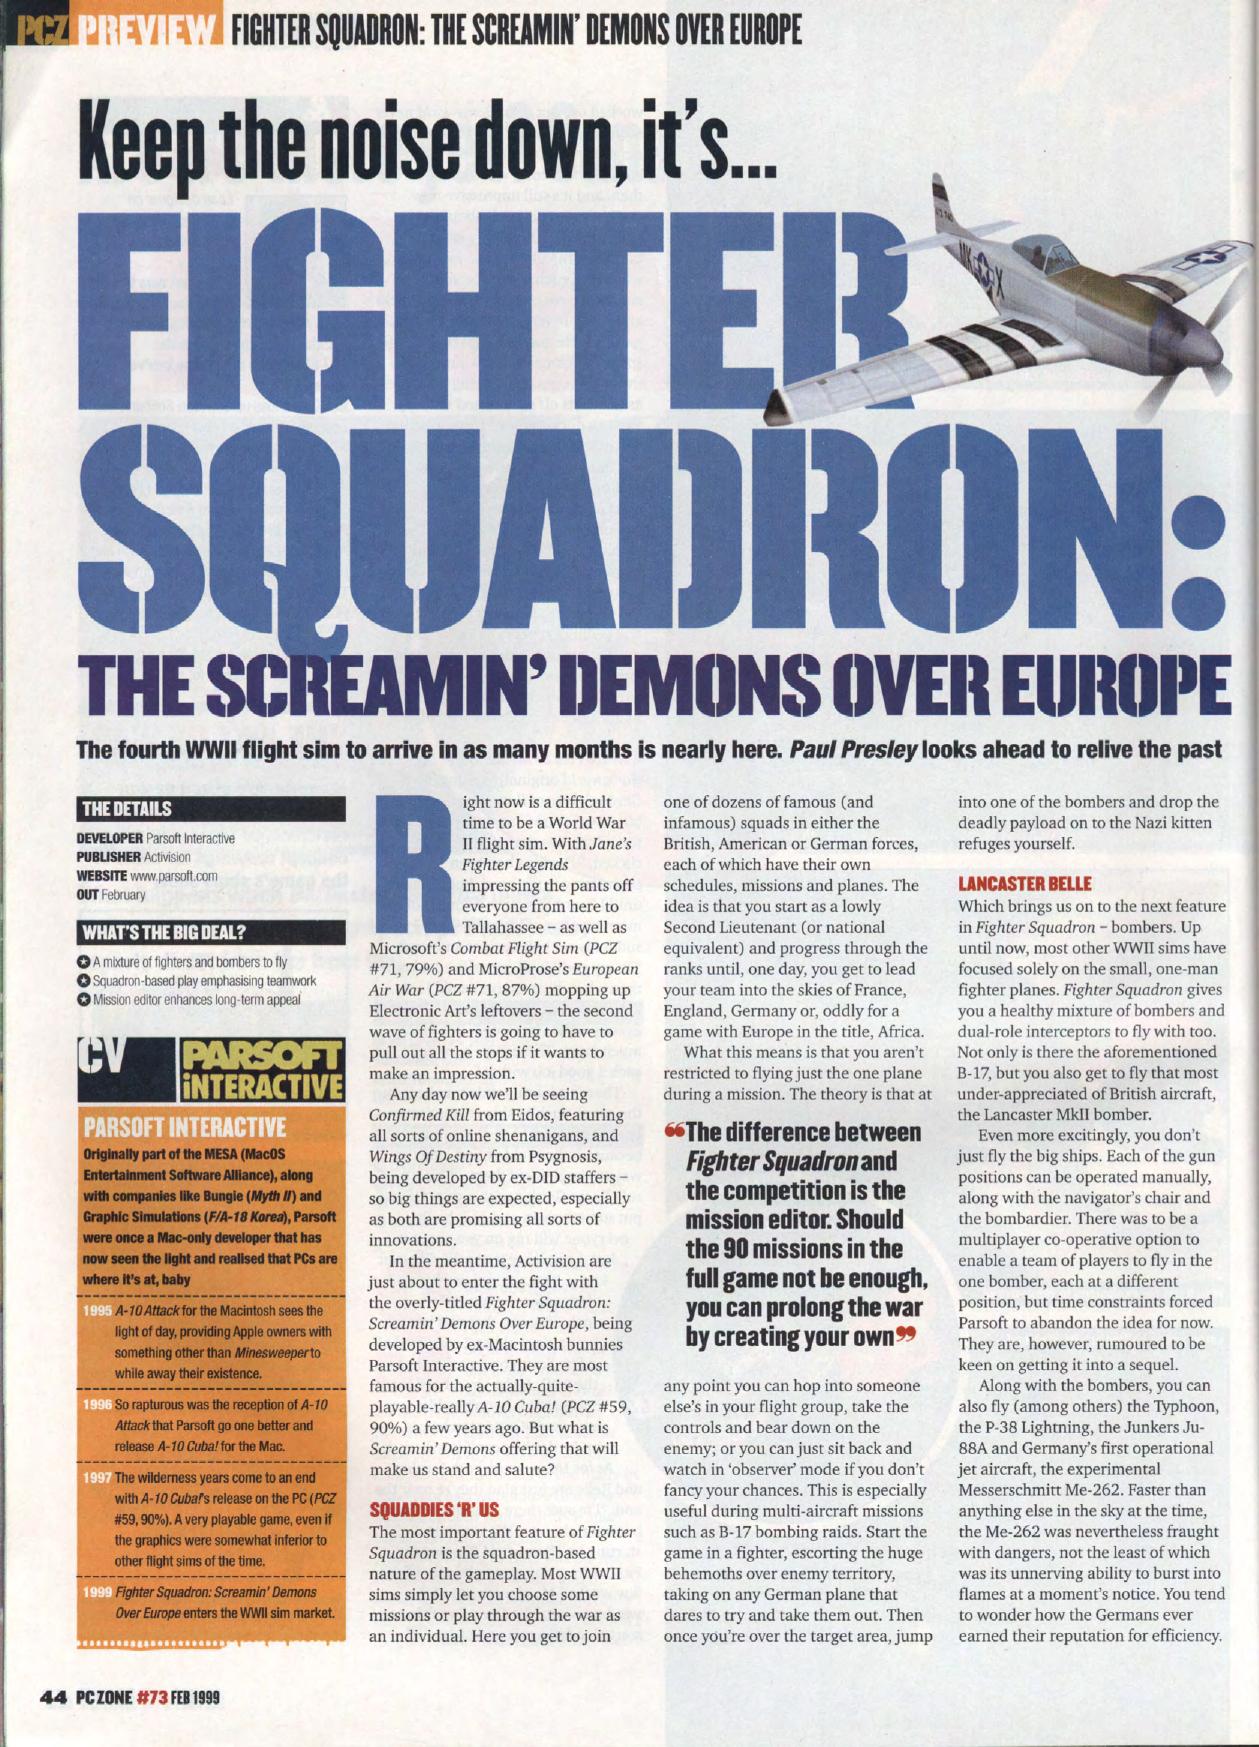 PCZ PREVIEW FIGHTER SQUADRON: THE SCREAMIN' DEMONS OVER EUROPE
Keep the noise down, it's...
FIGHTER
SQUADRON:
THE SCREAMIN' DEMONS OVER EUROPE
The fourth WWII flight sim to arrive in as many months is nearly here. Paul Presley looks ahead to relive the past
THE DETAILS
DEVELOPER Parsoft Interactive
PUBLISHER Activision
WEBSITE www.parsoft.com
OUT February
WHAT'S THE BIG DEAL?
A mixture of fighters and bombers to fly
Squadron-based play emphasising teamwork
Mission editor enhances long-term appeal
CV PARSOFT
INTERACTIVE
PARSOFT INTERACTIVE
Originally part of the MESA (MacOS
Entertainment Software Alliance), along
with companies like Bungie (Myth II) and
Graphic Simulations (F/A-18 Korea), Parsoft
were once a Mac-only developer that has
now seen the light and realised that PCs are
where it's at, baby
1995 A-10 Attack for the Macintosh sees the
light of day, providing Apple owners with
something other than Minesweeper to
while away their existence.
1996 So rapturous was the reception of A-10
Attack that Parsoft go one better and
release A-10 Cuba! for the Mac.
1997 The wilderness years come to an end
with A-10 Cuba!'s release on the PC (PCZ
#59, 90%). A very playable game, even if
the graphics were somewhat inferior to
other flight sims of the time.
1999 Fighter Squadron: Screamin' Demons
Over Europe enters the WWII sim market.
Right now is a difficult
time to be a World War
II flight sim. With Jane's
Fighter Legends
impressing the pants off
everyone from here to
Tallahassee – as well as
Microsoft's Combat Flight Sim (PCZ
#71, 79%) and MicroProse's European
Air War (PCZ #71, 87%) mopping up
Electronic Art's leftovers – the second
wave of fighters is going to have to
pull out all the stops if it wants to
make an impression.
Any day now we'll be seeing
Confirmed Kill from Eidos, featuring
all sorts of online shenanigans, and
Wings Of Destiny from Psygnosis,
being developed by ex-DID staffers –
so big things are expected, especially
as both are promising all sorts of
innovations.
In the meantime, Activision are
just about to enter the fight with
the overly-titled Fighter Squadron:
Screamin' Demons Over Europe, being
developed by ex-Macintosh bunnies
Parsoft Interactive. They are most
famous for the actually-quite-
playable-really A-10 Cuba! (PCZ #59,
90%) a few years ago. But what is
Screamin' Demons offering that will
make us stand and salute?
SQUADDIES 'R' US
The most important feature of Fighter
Squadron is the squadron-based
nature of the gameplay. Most WWII
sims simply let you choose some
missions or play through the war as
an individual. Here you get to join
one of dozens of famous (and
infamous) squads in either the
British, American or German forces,
each of which have their own
schedules, missions and planes. The
idea is that you start as a lowly
Second Lieutenant (or national
equivalent) and progress through the
ranks until, one day, you get to lead
your team into the skies of France,
England, Germany or, oddly for a
game with Europe in the title, Africa.
What this means is that you aren't
restricted to flying just the one plane
during a mission. The theory is that at
“The difference between
Fighter Squadron and
the competition is the
mission editor. Should
the 90 missions in the
full game not be enough,
you can prolong the war
by creating your own”
any point you can hop into someone
else's in your flight group, take the
controls and bear down on the
enemy; or you can just sit back and
watch in 'observer' mode if you don't
fancy your chances. This is especially
useful during multi-aircraft missions
such as B-17 bombing raids. Start the
game in a fighter, escorting the huge
behemoths over enemy territory,
taking on any German plane that
dares to try and take them out. Then
once you're over the target area, jump
into one of the bombers and drop the
deadly payload on to the Nazi kitten
refuges yourself.
LANCASTER BELLE
Which brings us on to the next feature
in Fighter Squadron – bombers. Up
until now, most other WWII sims have
focused solely on the small, one-man
fighter planes. Fighter Squadron gives
you a healthy mixture of bombers and
dual-role interceptors to fly with too.
Not only is there the aforementioned
B-17, but you also get to fly that most
under-appreciated of British aircraft,
the Lancaster MkII bomber.
Even more excitingly, you don't
just fly the big ships. Each of the gun
positions can be operated manually,
along with the navigator's chair and
the bombardier. There was to be a
multiplayer co-operative option to
enable a team of players to fly in the
one bomber, each at a different
position, but time constraints forced
Parsoft to abandon the idea for now.
They are, however, rumoured to be
keen on getting it into a sequel.
Along with the bombers, you can
also fly (among others) the Typhoon,
the P-38 Lightning, the Junkers Ju-
88A and Germany's first operational
jet aircraft, the experimental
Messerschmitt Me-262. Faster than
anything else in the sky at the time,
the Me-262 was nevertheless fraught
with dangers, not the least of which
was its unnerving ability to burst into
flames at a moment's notice. You tend
to wonder how the Germans ever
earned their reputation for efficiency.
44 PC ZONE #73 FEB 1999